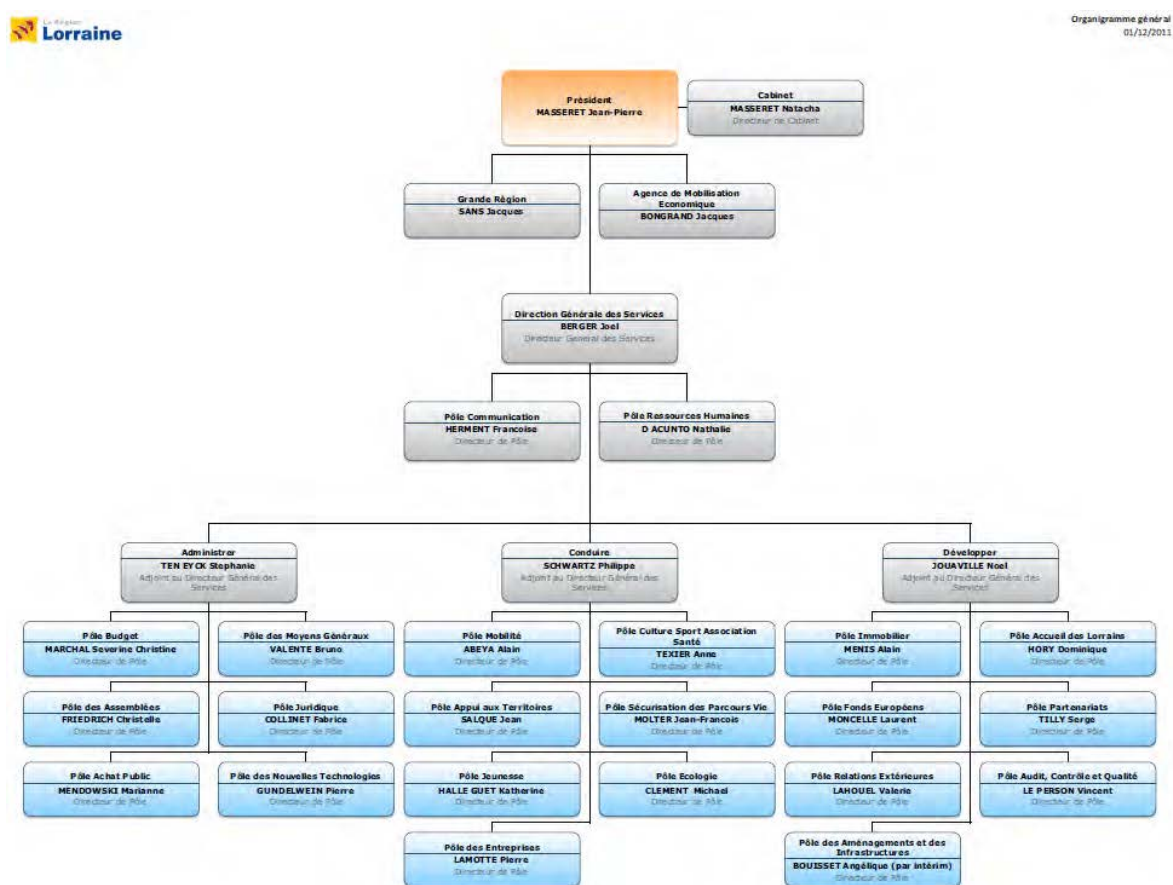 La Région
Lorraine
Organigramme général
01/12/2011
Président
MASSERET Jean-Pierre
Cabinet
MASSERET Natacha
Directeur de Cabinet
Grande Région
SANS Jacques
Agence de Mobilisation
Economique
BONGRAND Jacques
Direction Générale des Services
BERGER Joel
Directeur General des Services
Pôle Communication
HERMENT Francoise
Directeur de Pôle
Pôle Ressources Humaines
D ACUNTO Nathalie
Directeur de Pôle
Administrer
TEN EYCK Stephanie
Adjoint au Directeur Général des
Services
Conduire
SCHWARTZ Philippe
Adjoint au Directeur Général des
Services
Développer
JOUAVILLE Noel
Adjoint au Directeur Général des
Services
Pôle Budget
MARCHAL Severine Christine
Directeur de Pôle
Pôle des Moyens Généraux
VALENTE Bruno
Directeur de Pôle
Pôle Mobilité
ABEYA Alain
Directeur de Pôle
Pôle Culture Sport Association
Santé
TEXIER Anne
Directeur de Pôle
Pôle Immobilier
MENIS Alain
Directeur de Pôle
Pôle Accueil des Lorrains
HORY Dominique
Directeur de Pôle
Pôle des Assemblées
FRIEDRICH Christelle
Directeur de Pôle
Pôle Juridique
COLLINET Fabrice
Directeur de Pôle
Pôle Appui aux Territoires
SALQUE Jean
Directeur de Pôle
Pôle Sécurisation des Parcours Vie
MOLTER Jean-Francois
Directeur de Pôle
Pôle Fonds Européens
MONCELLE Laurent
Directeur de Pôle
Pôle Partenariats
TILLY Serge
Directeur de Pôle
Pôle Achat Public
MENDOWSKI Marianne
Directeur de Pôle
Pôle des Nouvelles Technologies
GUNDELWEIN Pierre
Directeur de Pôle
Pôle Jeunesse
HALLE GUET Katherine
Directeur de Pôle
Pôle Ecologie
CLEMENT Michael
Directeur de Pôle
Pôle Relations Extérieures
LAHOUEL Valerie
Directeur de Pôle
Pôle Audit, Contrôle et Qualité
LE PERSON Vincent
Directeur de Pôle
Pôle des Entreprises
LAMOTTE Pierre
Directeur de Pôle
Pôle des Aménagements et des
Infrastructures
BOUISSET Angélique (par intérim)
Directeur de Pôle